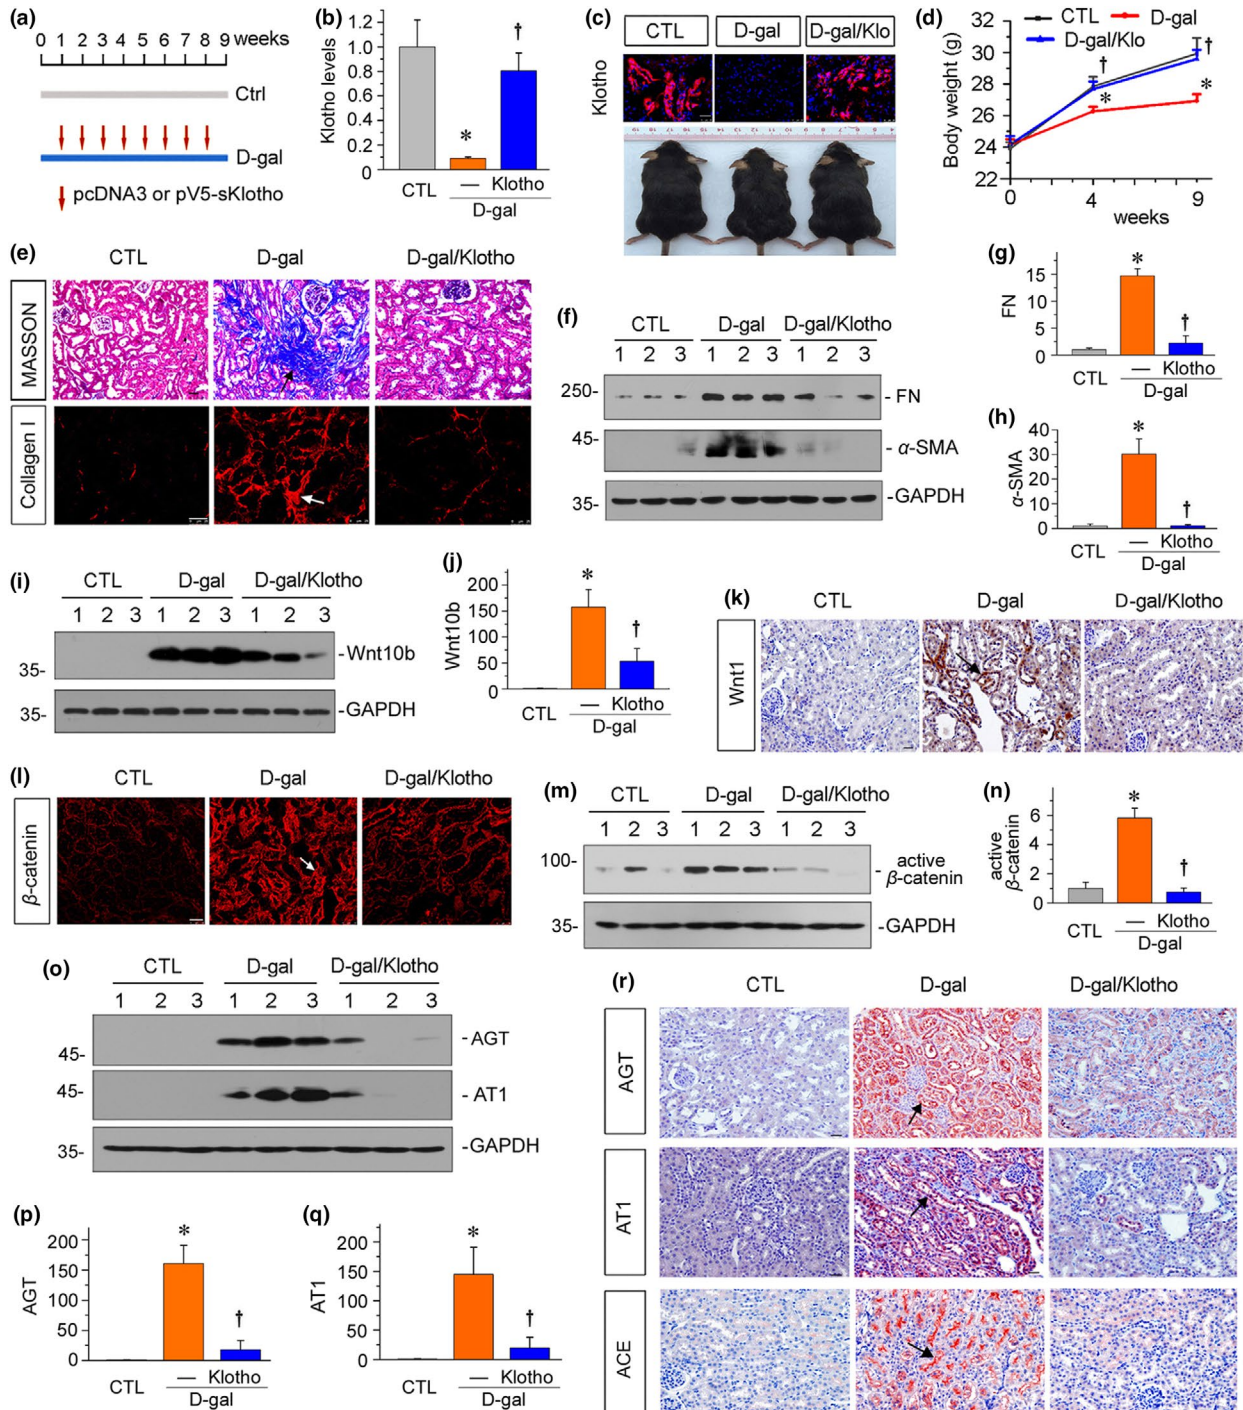 (a)
0 1 2 3 4 5 6 7 8 9 weeks
Ctrl
D-gal
pcDNA3 or pV5-sKlotho
(b)
Klotho levels
1.2
1.0
0.8
0.6
0.4
0.2
0
*
†
CTL — Klotho
D-gal
(c)
CTL D-gal D-gal/Klo
Klotho
(d)
CTL D-gal
D-gal/Klo
Body weight (g)
32
30
28
26
24
22
† †
* *
0 4 9
weeks
(e)
CTL D-gal D-gal/Klotho
MASSON
Collagen I
(f)
CTL D-gal D-gal/Klotho
1 2 3 1 2 3 1 2 3
250- - FN
45- - α-SMA
35- -GAPDH
(g)
FN
15
10
5
0
*
†
CTL — Klotho
D-gal
(h)
α-SMA
40
30
20
10
0
*
†
CTL — Klotho
D-gal
(i)
CTL D-gal D-gal/Klotho
1 2 3 1 2 3 1 2 3
35- -Wnt10b
35- -GAPDH
(j)
Wnt10b
200
150
100
50
0
*
†
CTL — Klotho
D-gal
(k)
CTL D-gal D-gal/Klotho
Wnt1
(l)
CTL D-gal D-gal/Klotho
β-catenin
(m)
CTL D-gal D-gal/Klotho
1 2 3 1 2 3 1 2 3
100- - active
β-catenin
35- -GAPDH
(n)
active
β-catenin
6
4
2
0
*
†
CTL — Klotho
D-gal
(o)
CTL D-gal D-gal/Klotho
1 2 3 1 2 3 1 2 3
45- - AGT
45- - AT1
35- -GAPDH
(p)
AGT
200
150
100
50
0
*
†
CTL — Klotho
D-gal
(q)
AT1
200
150
100
50
0
*
†
CTL — Klotho
D-gal
(r)
CTL D-gal D-gal/Klotho
AGT
AT1
ACE